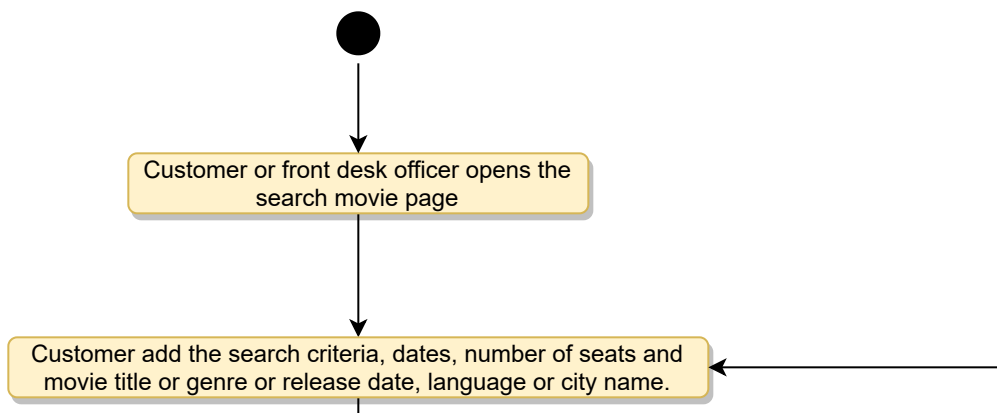 Customer or front desk officer opens the
search movie page
Customer add the search criteria, dates, number of seats and
movie title or genre or release date, language or city name.